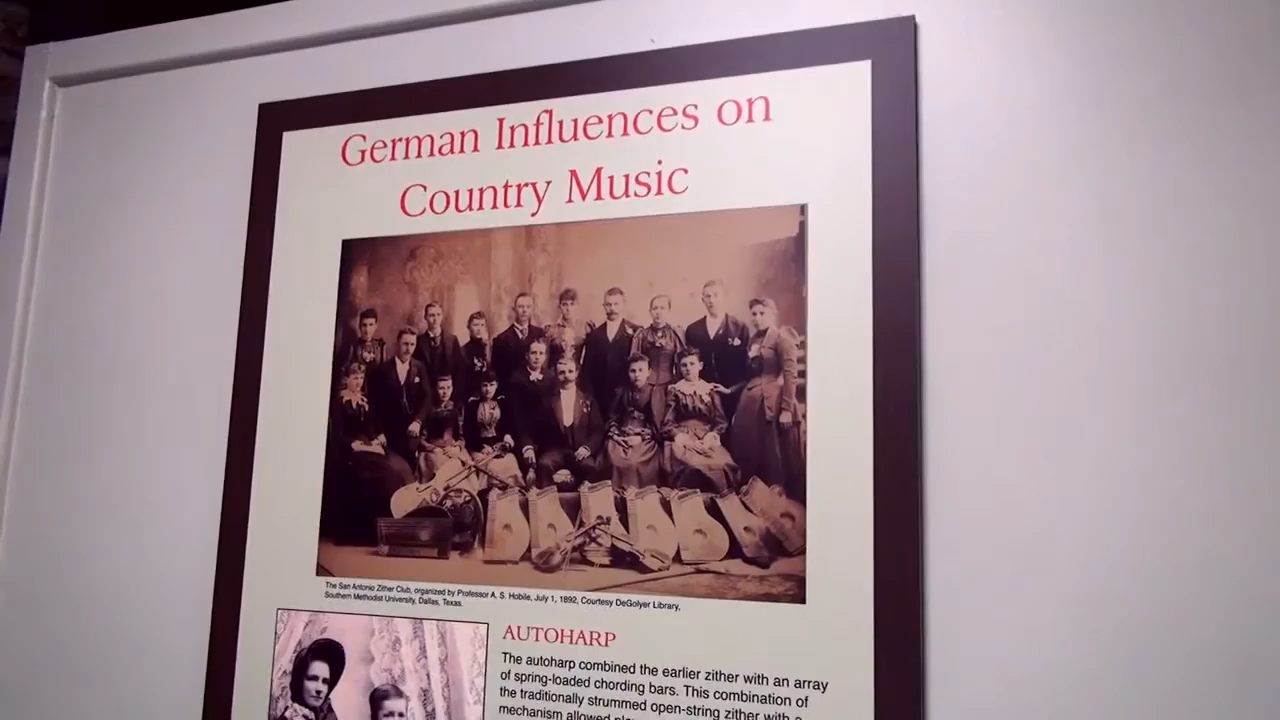 German Influences on
Country Music
The San Antonio Zither Club, organized by Professor A. S. Hobile, July 1, 1892, Courtesy DeGolyer Library,
Southern Methodist University, Dallas, Texas.
AUTOHARP
The autoharp combined the earlier zither with an array
of spring-loaded chording bars. This combination of
the traditionally strummed open-string zither with a
mechanism allowed